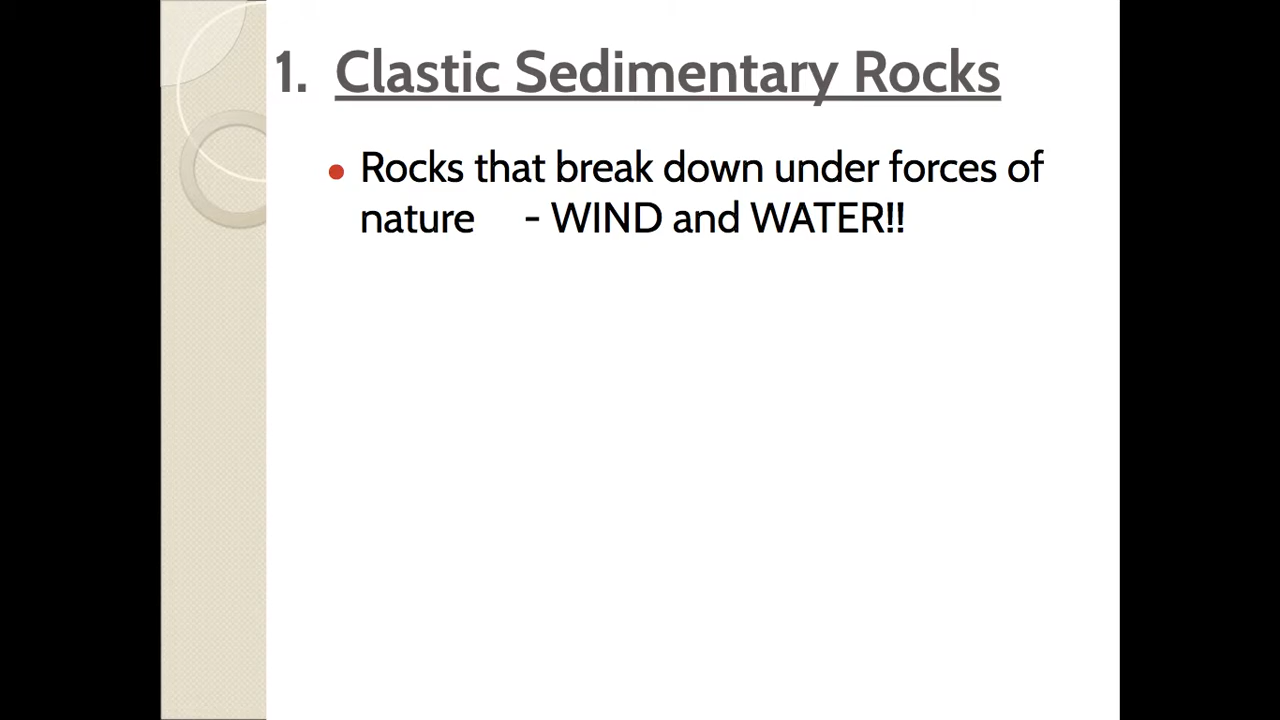 1. Clastic Sedimentary Rocks
• Rocks that break down under forces of
nature - WIND and WATER!!